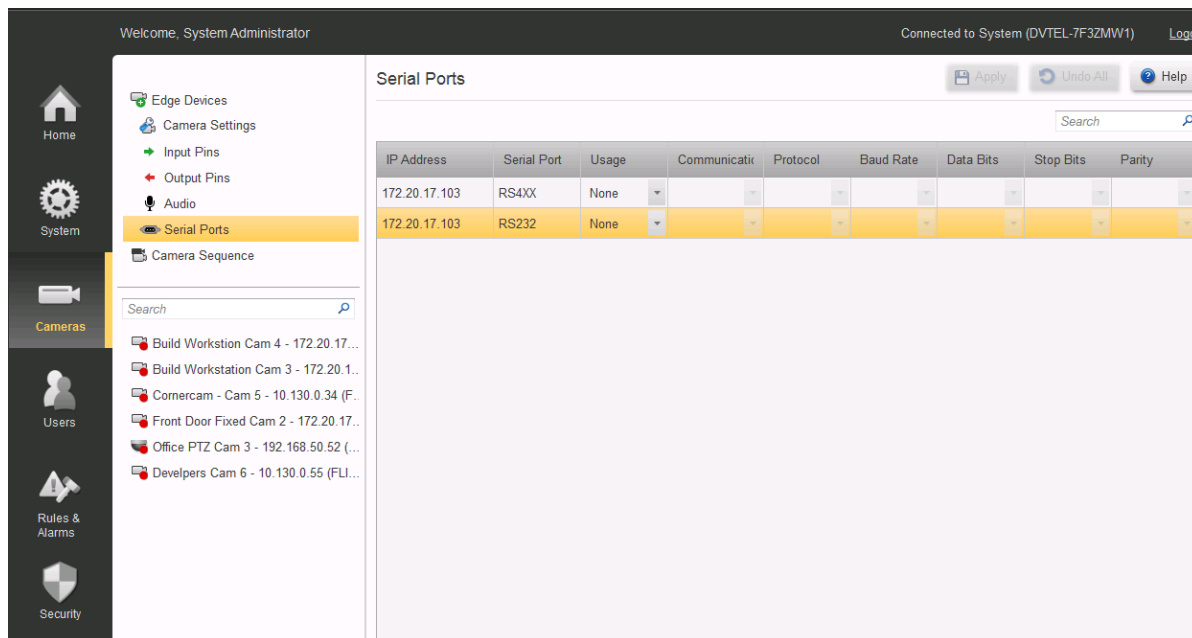 Welcome, System Administrator
Connected to System (DVTEL-7F3ZMW1)
Home
System
Cameras
Users
Rules &
Alarms
Security
Edge Devices
Camera Settings
Input Pins
Output Pins
Audio
Serial Ports
Camera Sequence
Search
Build Workstion Cam 4 - 172.20.17...
Build Workstation Cam 3 - 172.20.1..
Cornercam - Cam 5 - 10.130.0.34 (F..
Front Door Fixed Cam 2 - 172.20.17..
Office PTZ Cam 3 - 192.168.50.52 (...
Develpers Cam 6 - 10.130.0.55 (FLI...
Serial Ports
Apply
Undo All
Help
Search
IP Address Serial Port Usage Communicatic Protocol Baud Rate Data Bits Stop Bits Parity
172.20.17.103 RS4XX None
172.20.17.103 RS232 None